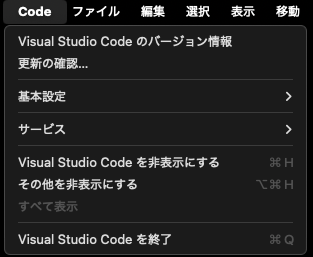 Code ファイル 編集 選択 表示 移動
Visual Studio Code のバージョン情報
更新の確認...
基本設定
サービス
Visual Studio Code を非表示にする ⌘ H
その他を非表示にする ⌥⌘ H
すべて表示
Visual Studio Code を終了 ⌘ Q